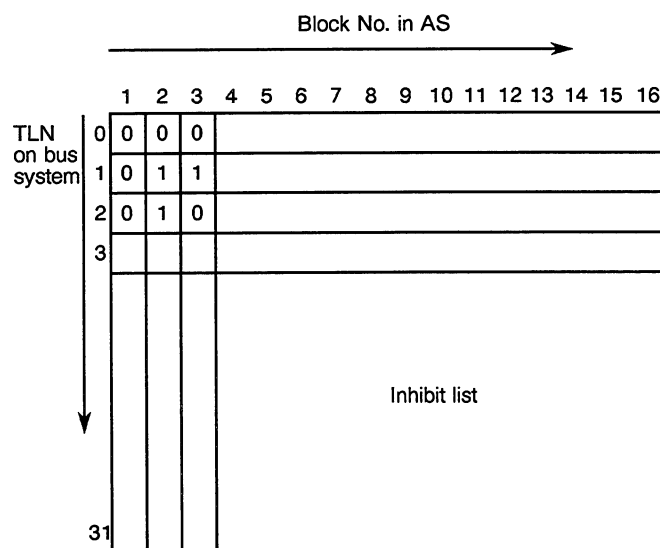 Block No. in AS
1 2 3 4 5 6 7 8 9 10 11 12 13 14 15 16
TLN
on bus
system
0 0 0 0
1 0 1 1
2 0 1 0
3
Inhibit list
31